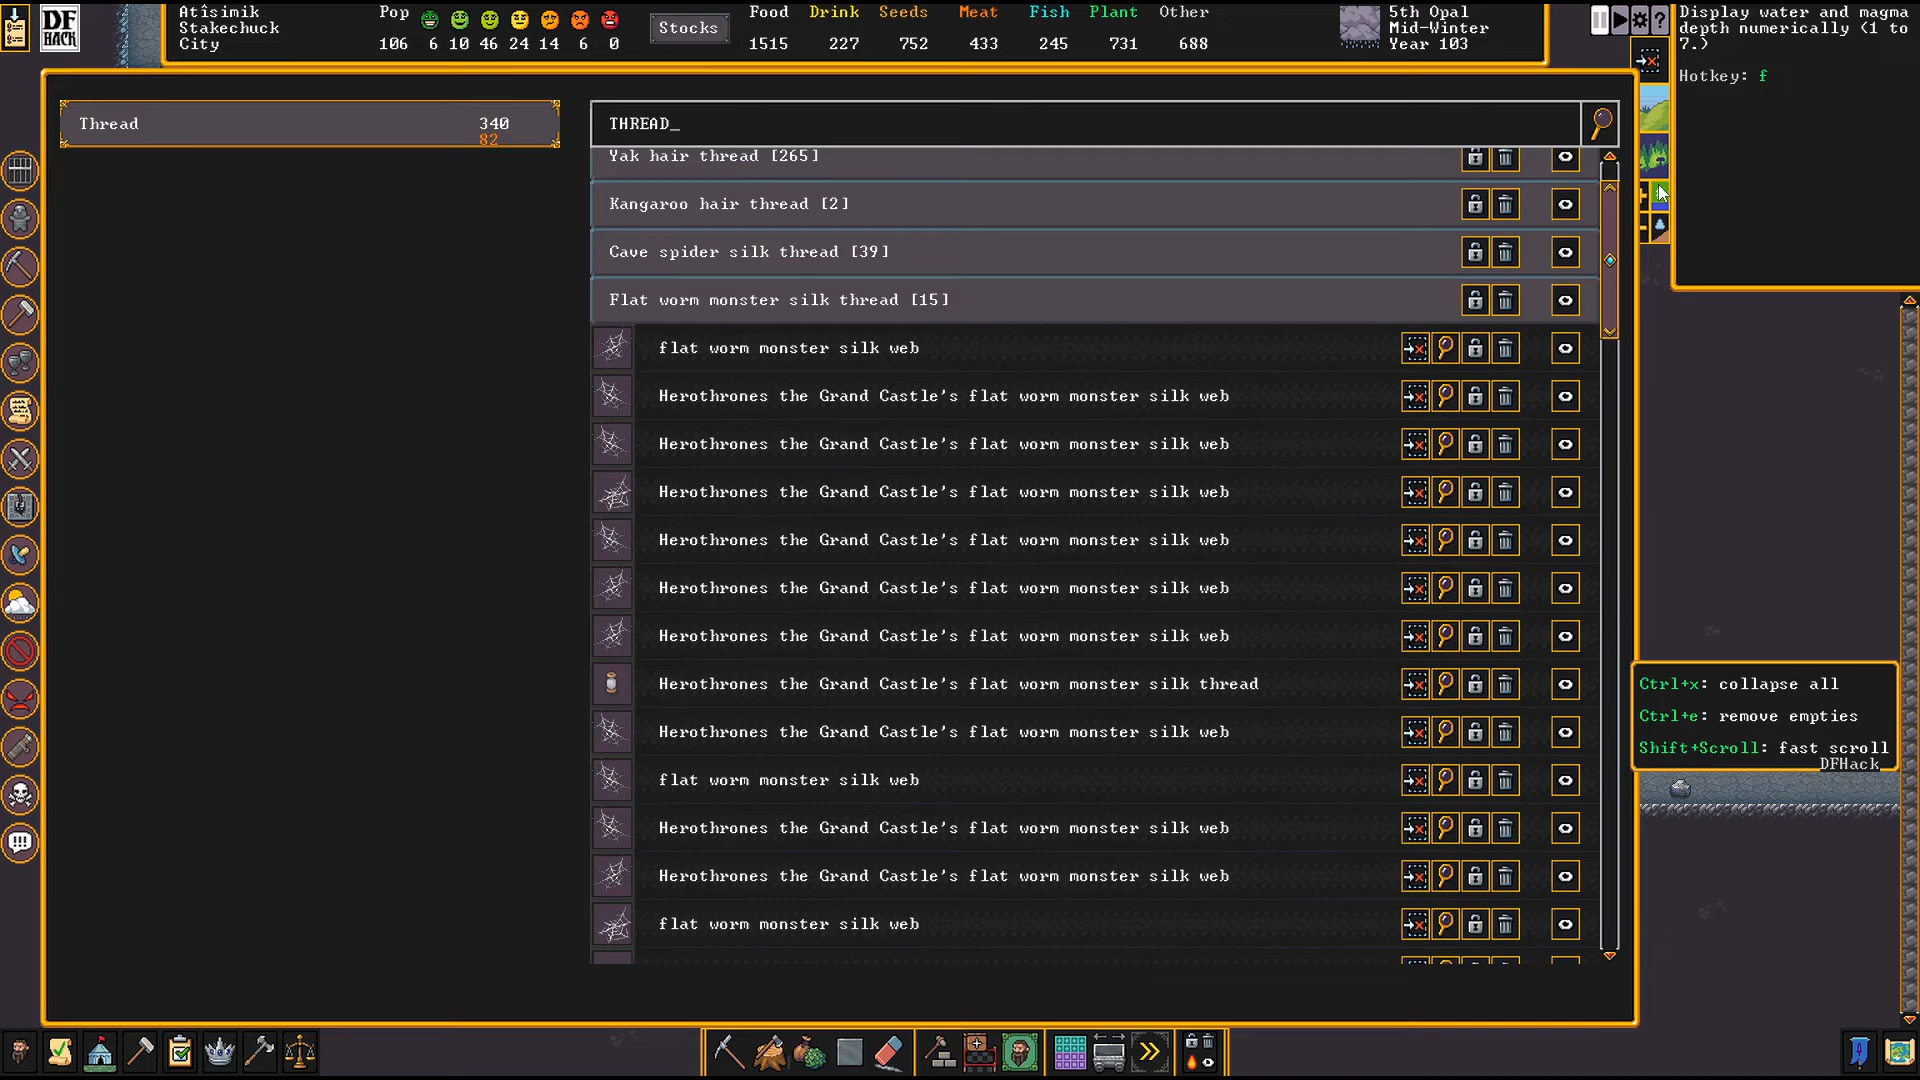 DF
HACK
Atîsimik
Stakechuck
City
Pop
106 6 10 46 24 14 6 0
Stocks
Food Drink Seeds Meat Fish Plant Other
1515 227 752 433 245 731 688
5th Opal
Mid-Winter
Year 103
Display water and magma
depth numerically (1 to
7.)
Hotkey: f
Thread 340
82
THREAD_
Yak hair thread [265]
Kangaroo hair thread [2]
Cave spider silk thread [39]
Flat worm monster silk thread [15]
flat worm monster silk web
Herothrones the Grand Castle's flat worm monster silk web
Herothrones the Grand Castle's flat worm monster silk web
Herothrones the Grand Castle's flat worm monster silk web
Herothrones the Grand Castle's flat worm monster silk web
Herothrones the Grand Castle's flat worm monster silk web
Herothrones the Grand Castle's flat worm monster silk web
Herothrones the Grand Castle's flat worm monster silk thread
Herothrones the Grand Castle's flat worm monster silk web
flat worm monster silk web
Herothrones the Grand Castle's flat worm monster silk web
Herothrones the Grand Castle's flat worm monster silk web
flat worm monster silk web
Ctrl+x: collapse all
Ctrl+e: remove empties
Shift+Scroll: fast scroll
DFHack